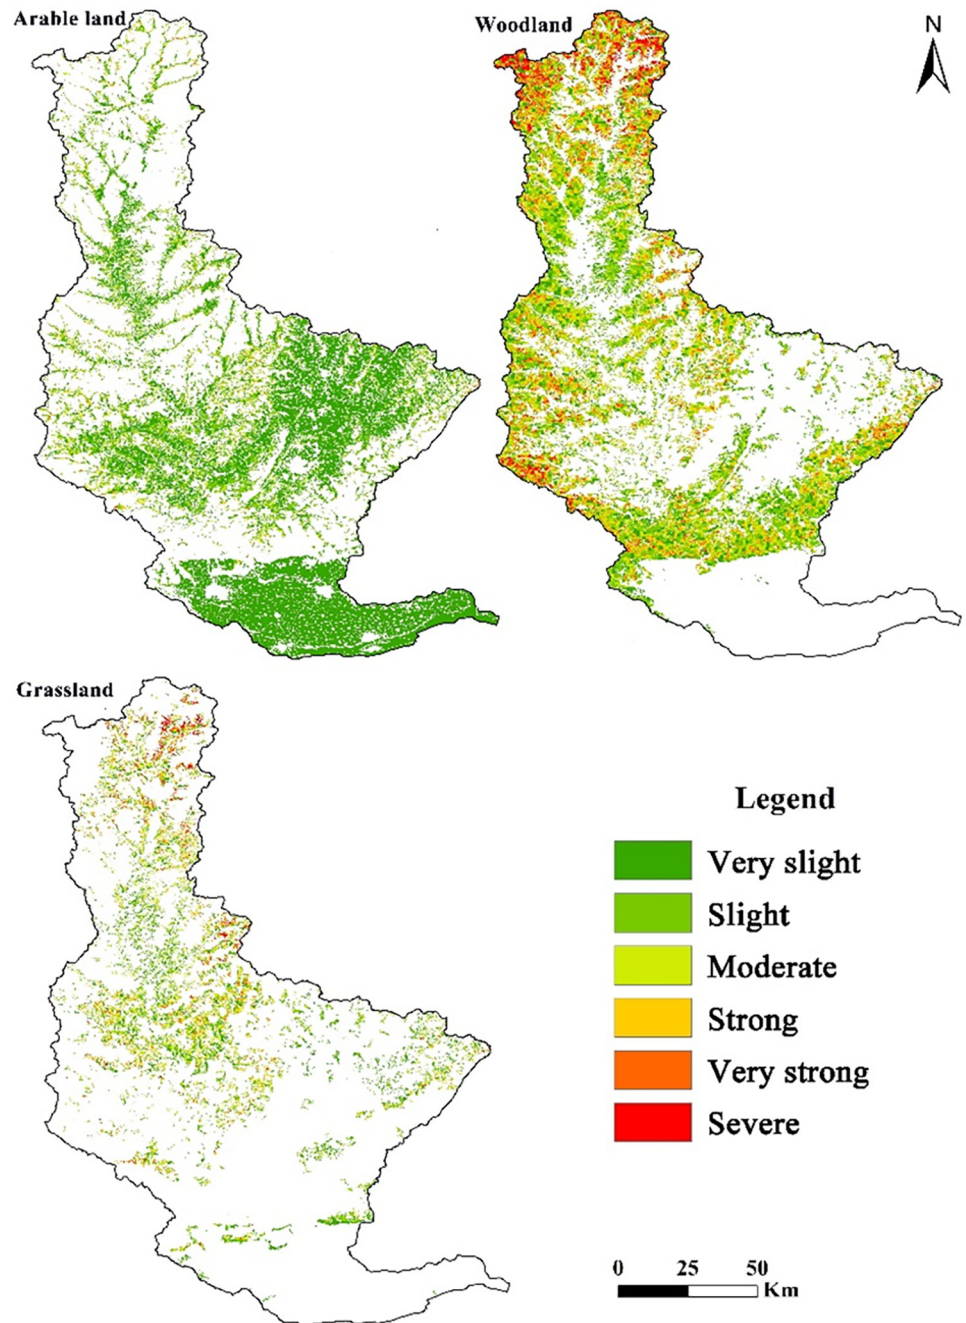 Arable land
Woodland
N
Grassland
Legend
Very slight
Slight
Moderate
Strong
Very strong
Severe
0 25 50
Km